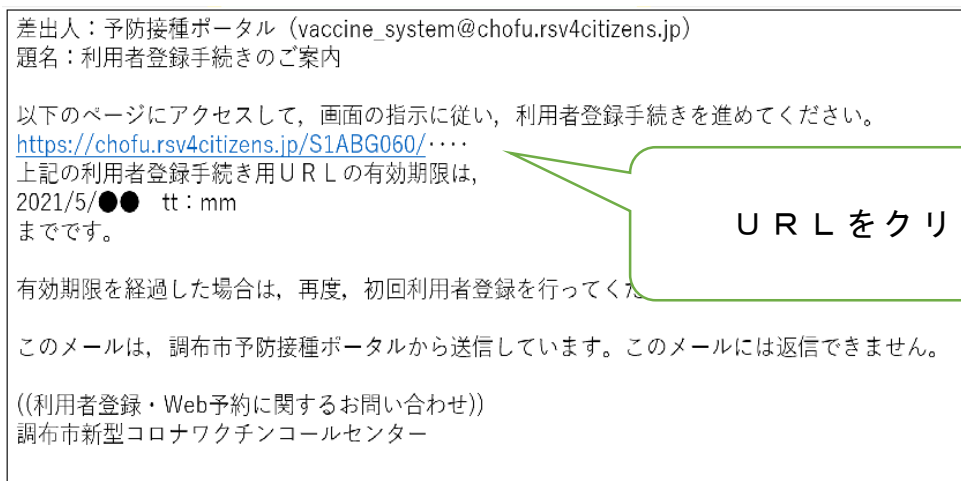 差出人：予防接種ポータル（vaccine_system@chofu.rsv4citizens.jp）
題名：利用者登録手続きのご案内
以下のページにアクセスして，画面の指示に従い，利用者登録手続きを進めてください。
https://chofu.rsv4citizens.jp/S1ABG060/‥‥
上記の利用者登録手続き用ＵＲＬの有効期限は，
2021/5/●●　tt：mm
までです。
ＵＲＬをクリ
有効期限を経過した場合は，再度，初回利用者登録を行ってくだ
このメールは，調布市予防接種ポータルから送信しています。このメールには返信できません。
((利用者登録・Web予約に関するお問い合わせ))
調布市新型コロナワクチンコールセンター